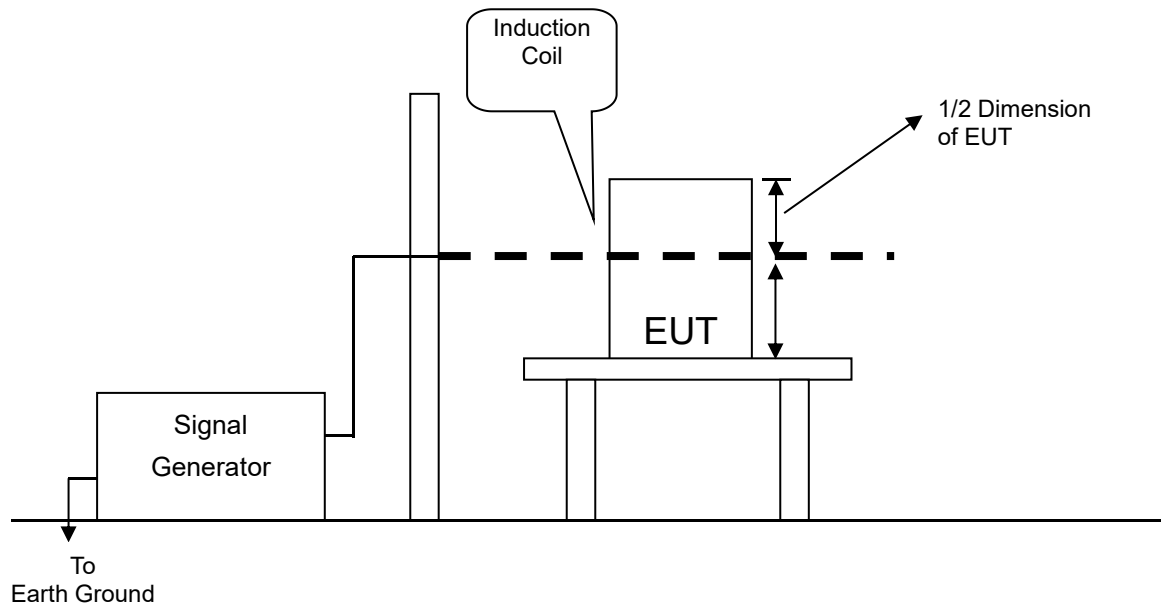 Induction
Coil
1/2 Dimension
of EUT
EUT
Signal
Generator
To
Earth Ground